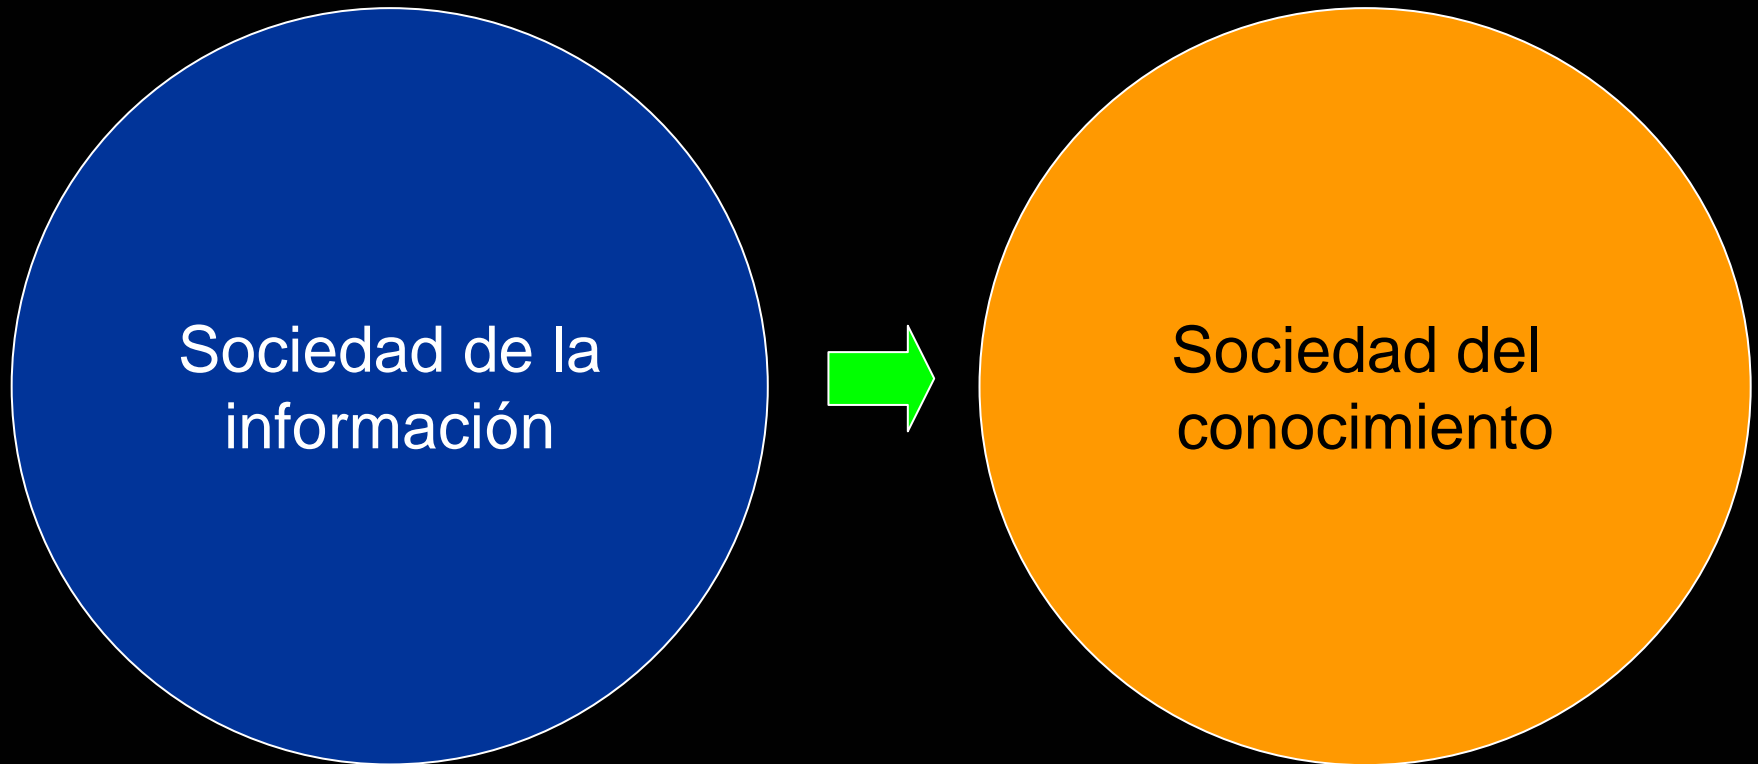 Sociedad de la
información
Sociedad del
conocimiento